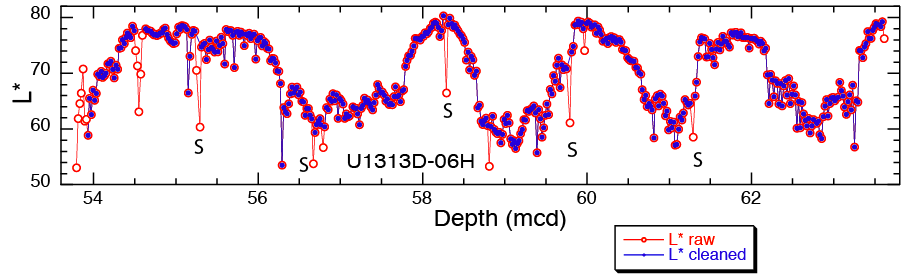 L*
80
70
60
50
S
S
S
S
S
U1313D-06H
54
56
58
60
62
Depth (mcd)
L* raw
L* cleaned